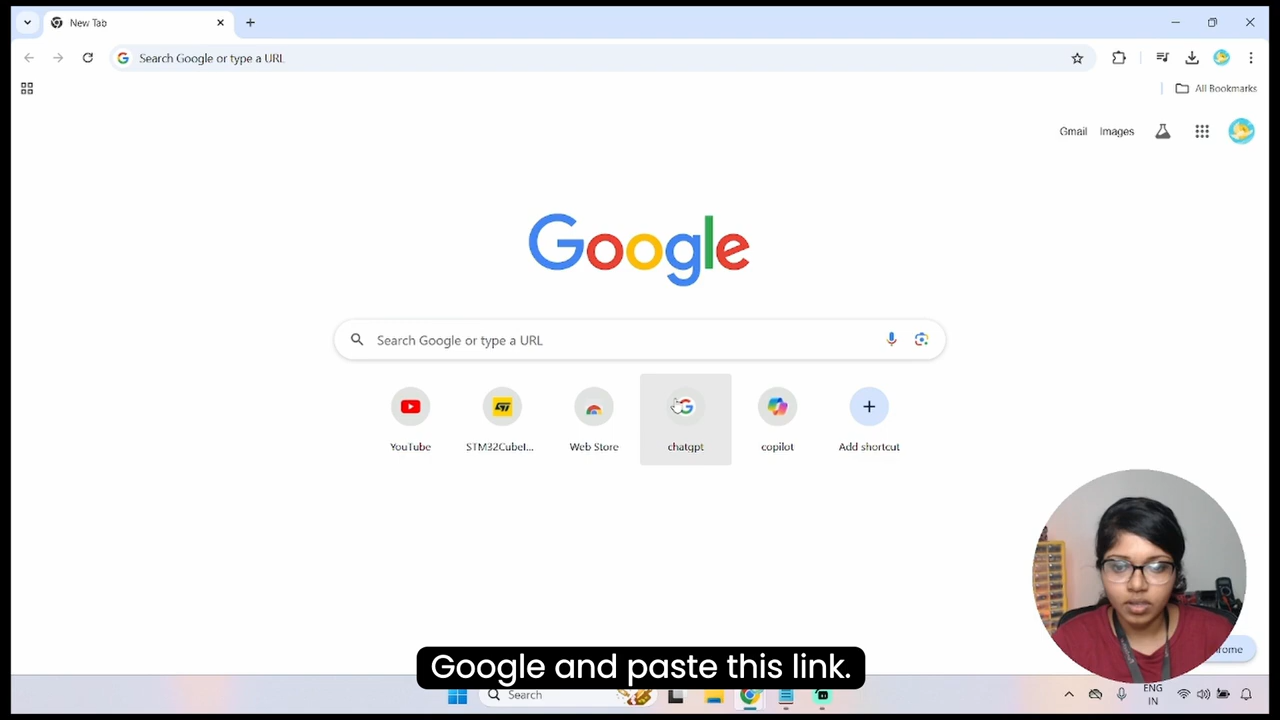 New Tab
Search Google or type a URL
All Bookmarks
Gmail Images
Google
Search Google or type a URL
YouTube
STM32CubeI...
Web Store
chatgpt
copilot
Add shortcut
Google and paste this link.
Search
ENG
IN